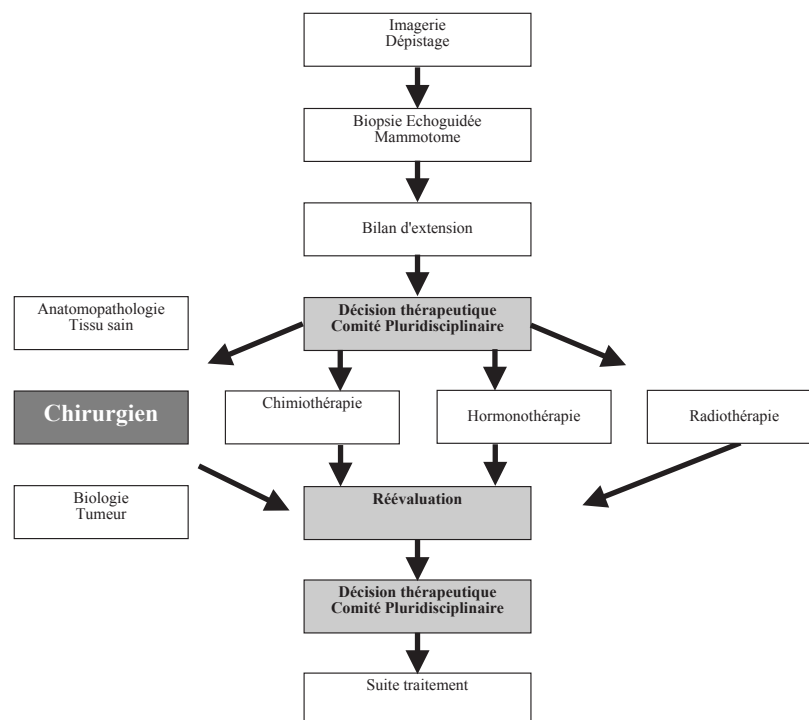 Imagerie
Dépistage
Biopsie Echoguidée
Mammotome
Bilan d'extension
Anatomopathologie
Tissu sain
Décision thérapeutique
Comité Pluridisciplinaire
Chirurgien
Chimiothérapie
Hormonothérapie
Radiothérapie
Biologie
Tumeur
Réévaluation
Décision thérapeutique
Comité Pluridisciplinaire
Suite traitement